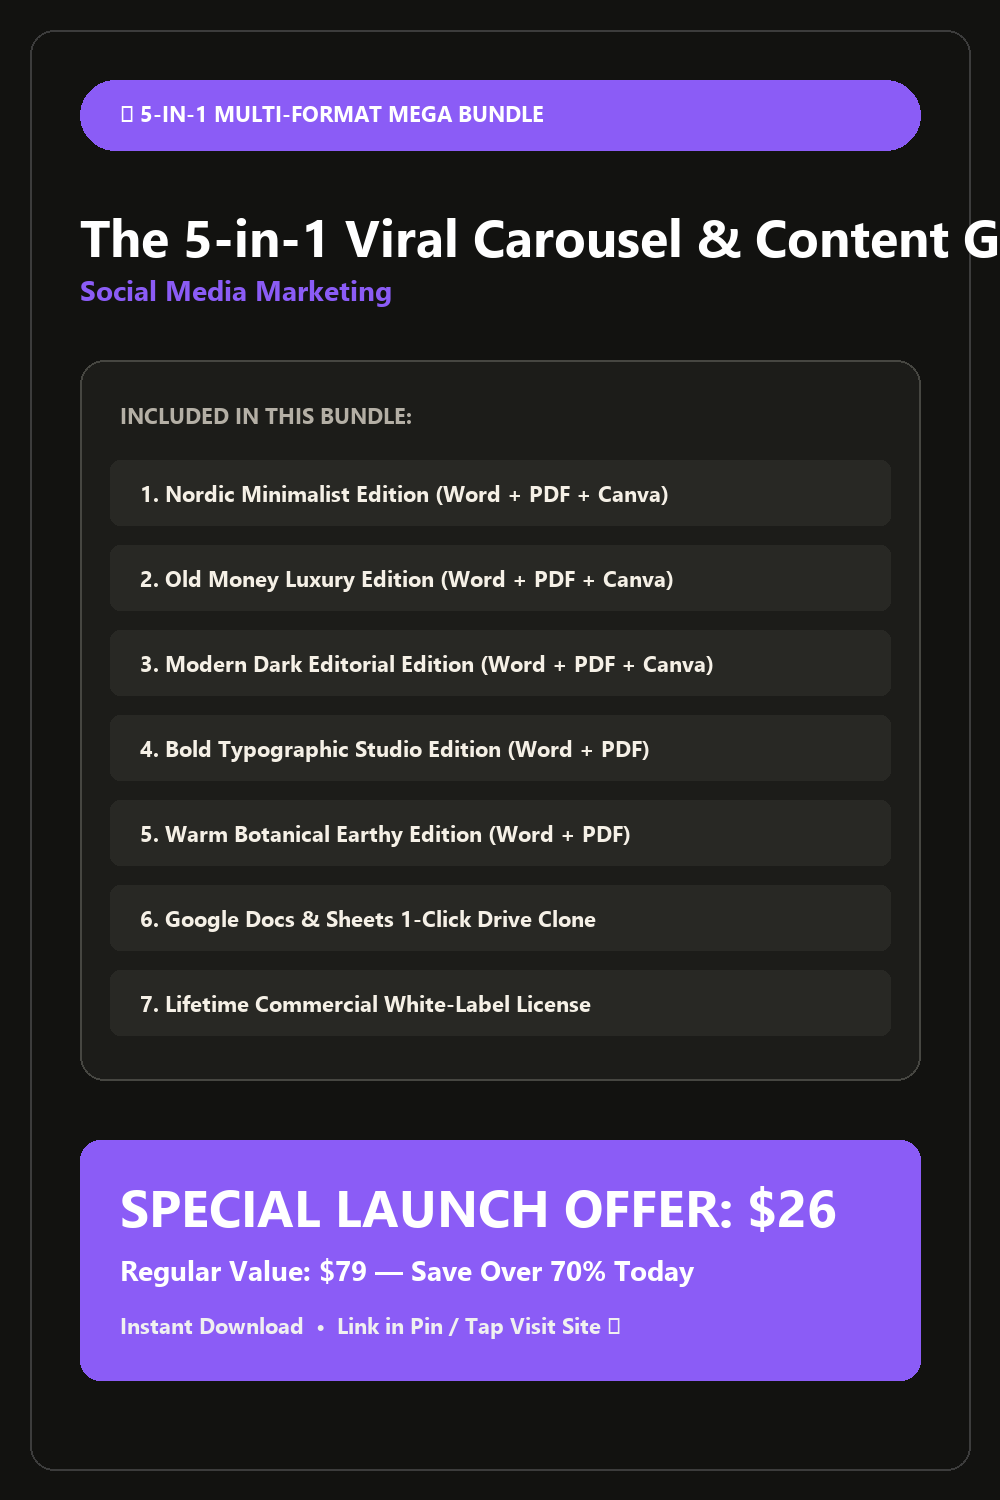 5-IN-1 MULTI-FORMAT MEGA BUNDLE
The 5-in-1 Viral Carousel & Content G
Social Media Marketing
INCLUDED IN THIS BUNDLE:
1. Nordic Minimalist Edition (Word + PDF + Canva)
2. Old Money Luxury Edition (Word + PDF + Canva)
3. Modern Dark Editorial Edition (Word + PDF + Canva)
4. Bold Typographic Studio Edition (Word + PDF)
5. Warm Botanical Earthy Edition (Word + PDF)
6. Google Docs & Sheets 1-Click Drive Clone
7. Lifetime Commercial White-Label License
SPECIAL LAUNCH OFFER: $26
Regular Value: $79 — Save Over 70% Today
Instant Download • Link in Pin / Tap Visit Site